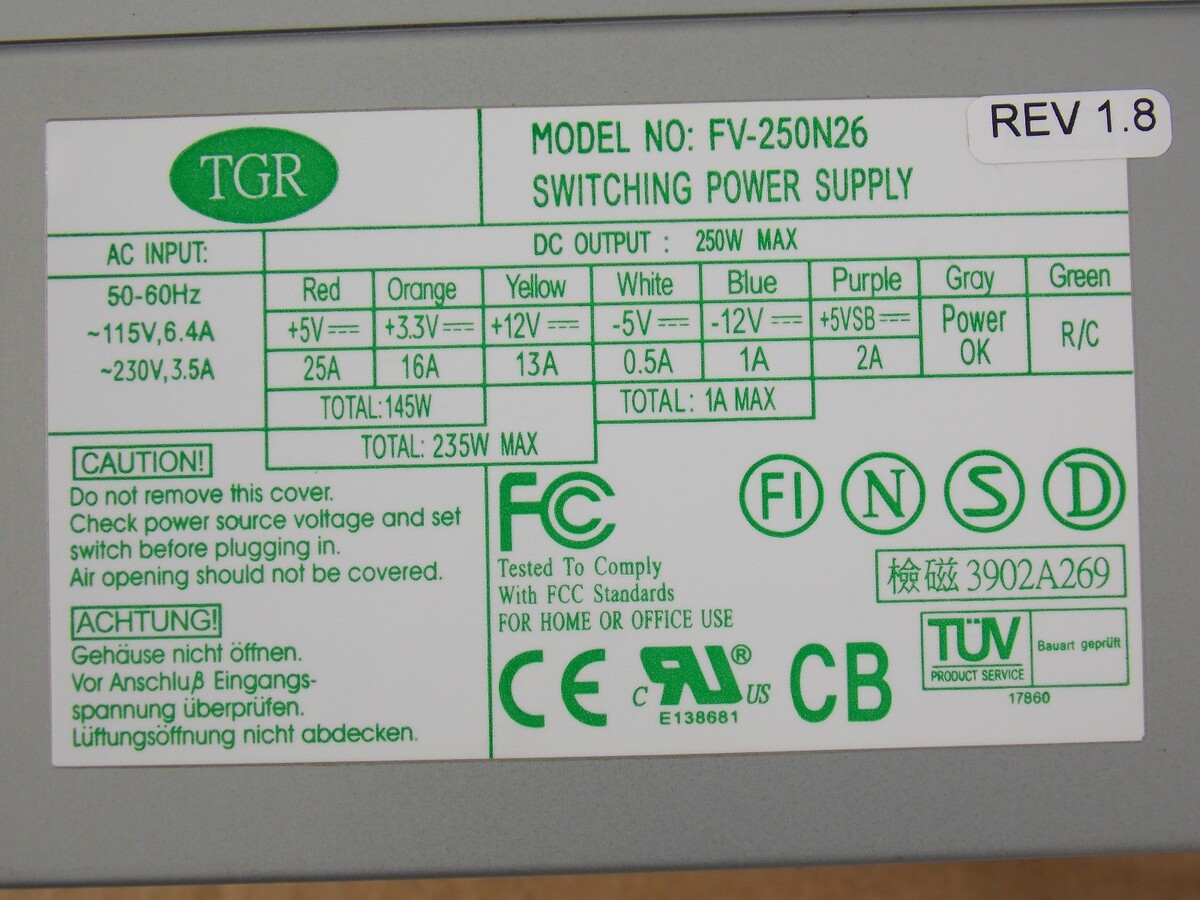 TGR
MODEL NO: FV-250N26
REV 1.8
SWITCHING POWER SUPPLY
AC INPUT:
50-60Hz
~115V,6.4A
~230V,3.5A
DC OUTPUT : 250W MAX
Red Orange Yellow White Blue Purple Gray Green
+5V⎓ +3.3V⎓ +12V⎓ -5V⎓ -12V⎓ +5VSB⎓ Power OK R/C
25A 16A 13A 0.5A 1A 2A
TOTAL:145W TOTAL: 1A MAX
TOTAL: 235W MAX
CAUTION!
Do not remove this cover.
Check power source voltage and set
switch before plugging in.
Air opening should not be covered.
ACHTUNG!
Gehäuse nicht öffnen.
Vor Anschluß Eingangs-
spannung überprüfen.
Lüftungsöffnung nicht abdecken.
FC
Tested To Comply
With FCC Standards
FOR HOME OR OFFICE USE
FI N S D
檢磁 3902A269
CE
C RU ® US
E138681
CB
TÜV
PRODUCT SERVICE
Bauart geprüft
17860